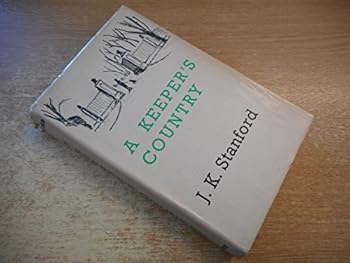 A KEEPER'S
COUNTRY
J. K. Stanford